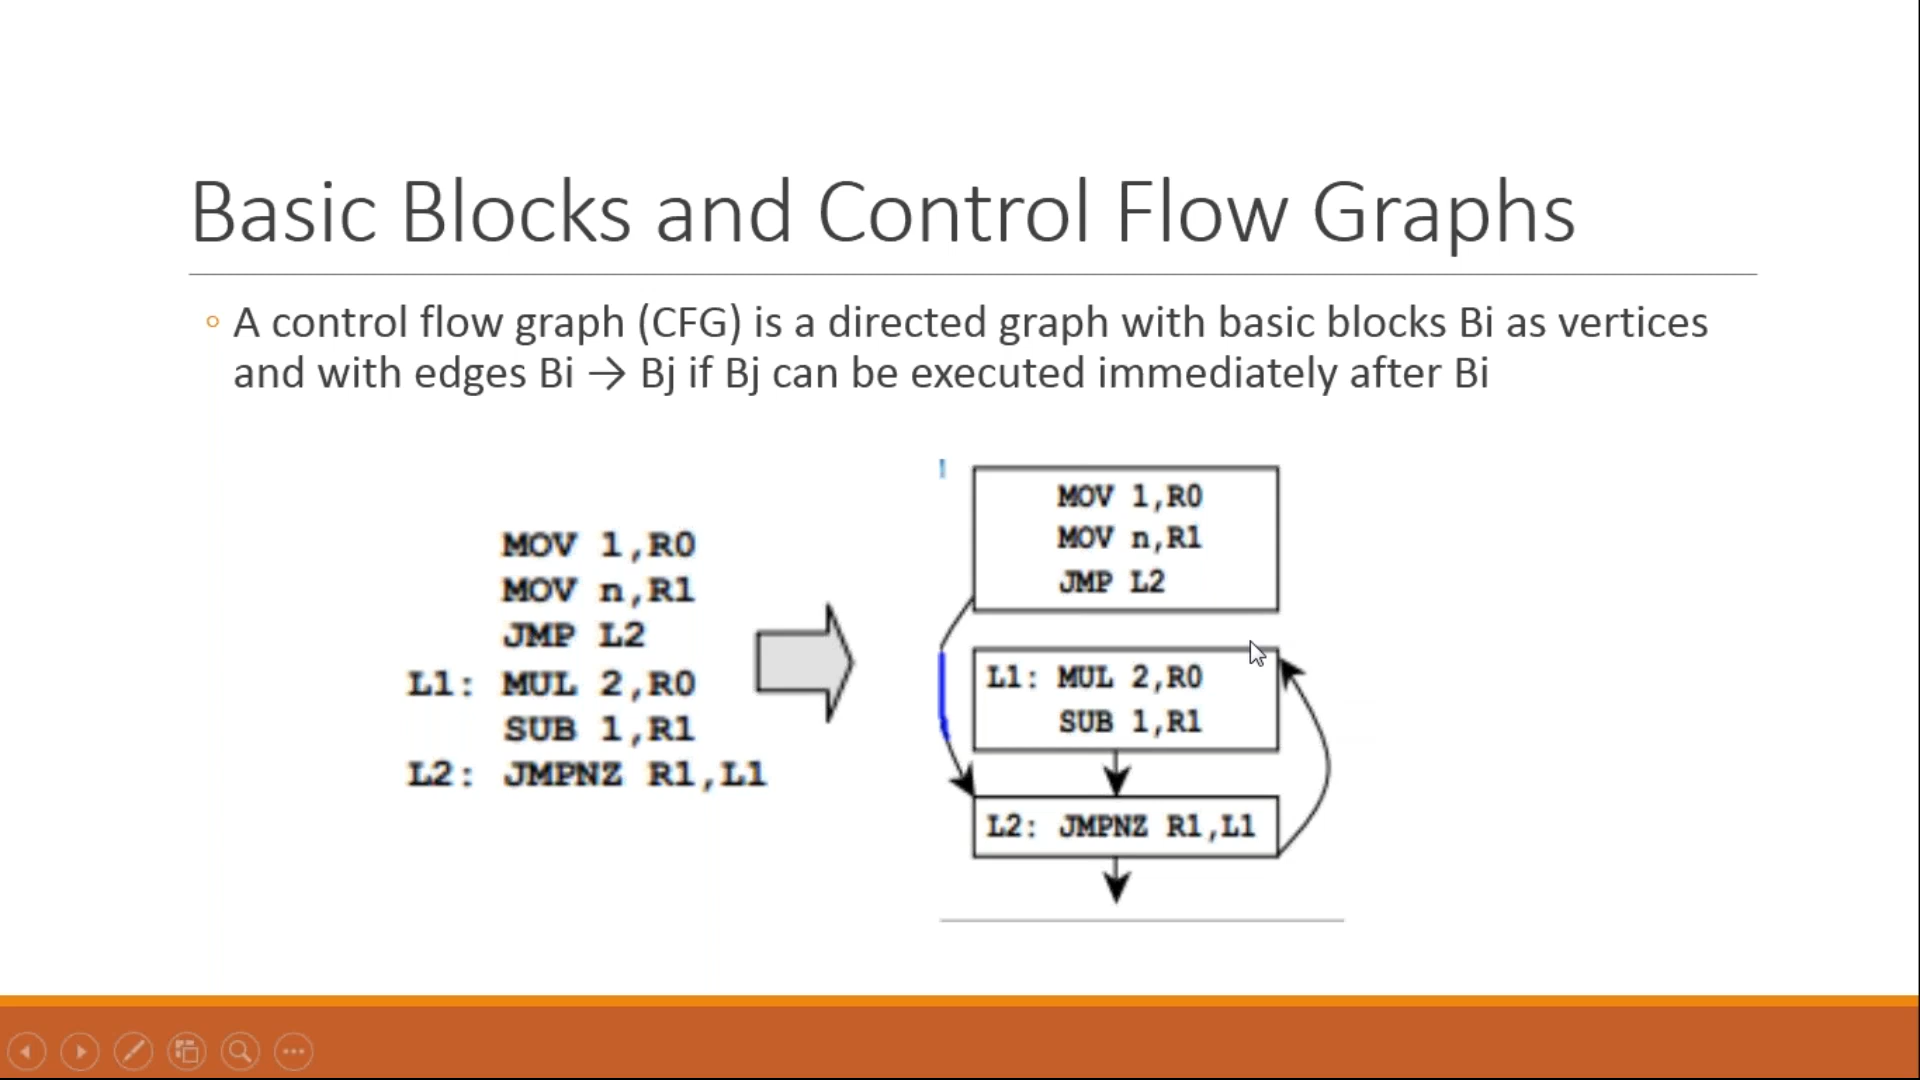 Basic Blocks and Control Flow Graphs
◦ A control flow graph (CFG) is a directed graph with basic blocks Bi as vertices
and with edges Bi → Bj if Bj can be executed immediately after Bi
MOV 1,R0
MOV n,R1
JMP L2
L1: MUL 2,R0
SUB 1,R1
L2: JMPNZ R1,L1
MOV 1,R0
MOV n,R1
JMP L2
L1: MUL 2,R0
SUB 1,R1
L2: JMPNZ R1,L1